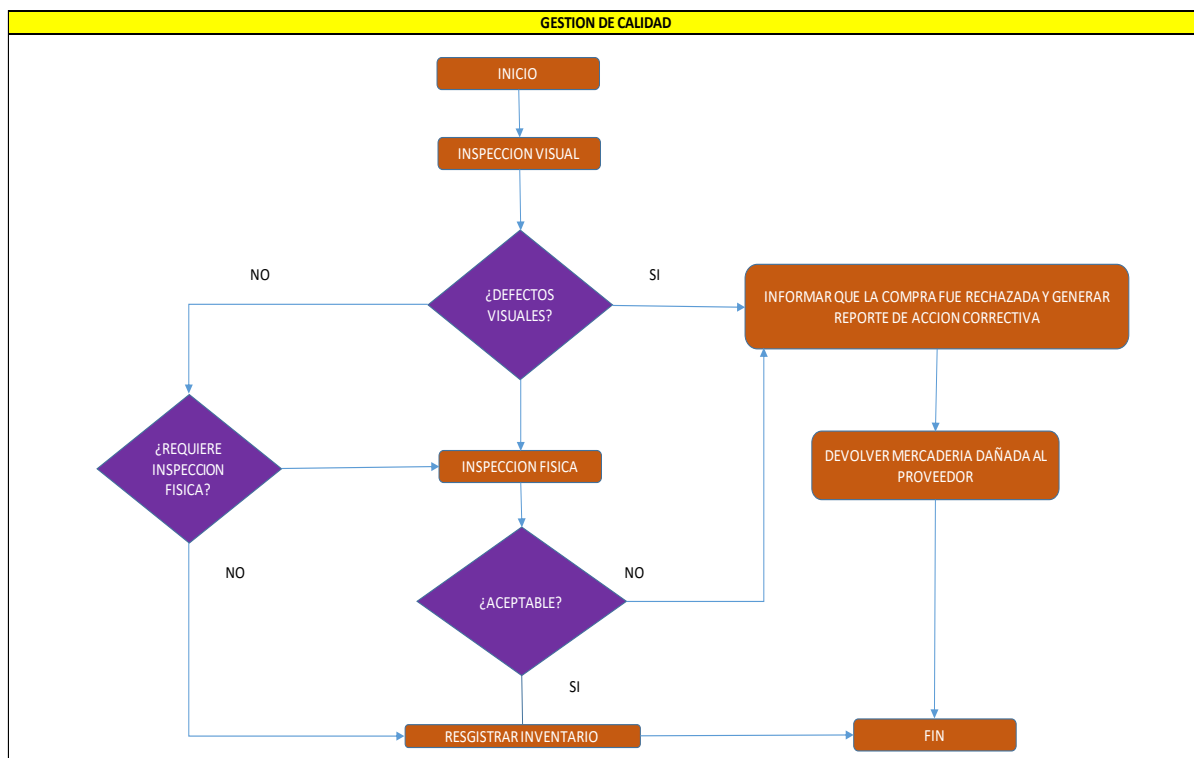 GESTION DE CALIDAD
INICIO
INSPECCION VISUAL
NO
SI
¿DEFECTOS
VISUALES?
INFORMAR QUE LA COMPRA FUE RECHAZADA Y GENERAR
REPORTE DE ACCION CORRECTIVA
¿REQUIERE
INSPECCION
FISICA?
INSPECCION FISICA
DEVOLVER MERCADERIA DAÑADA AL
PROVEEDOR
NO
NO
¿ACEPTABLE?
SI
RESGISTRAR INVENTARIO
FIN